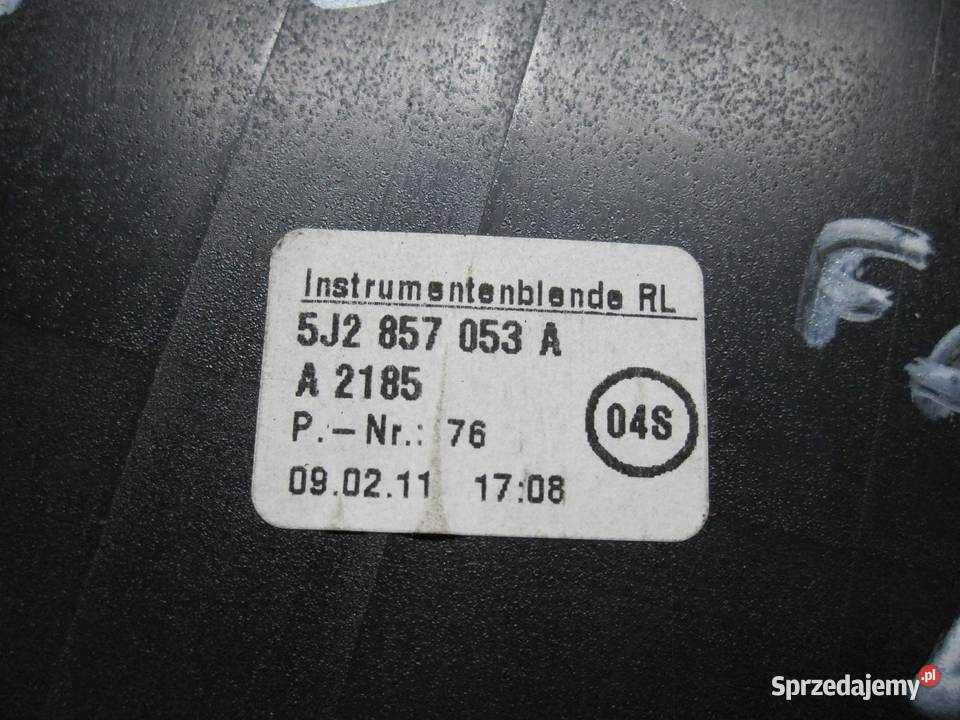 Instrumentenblende RL
5J2 857 053 A
A 2185
P.-Nr.: 76
04S
09.02.11 17:08
F
Sprzedajemy.pl